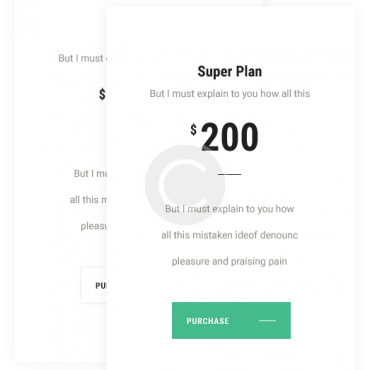 But I must
$
But I m
all this m
pleasu
PU
Super Plan
But I must explain to you how all this
$200
But I must explain to you how
all this mistaken ideof denounc
pleasure and praising pain
PURCHASE